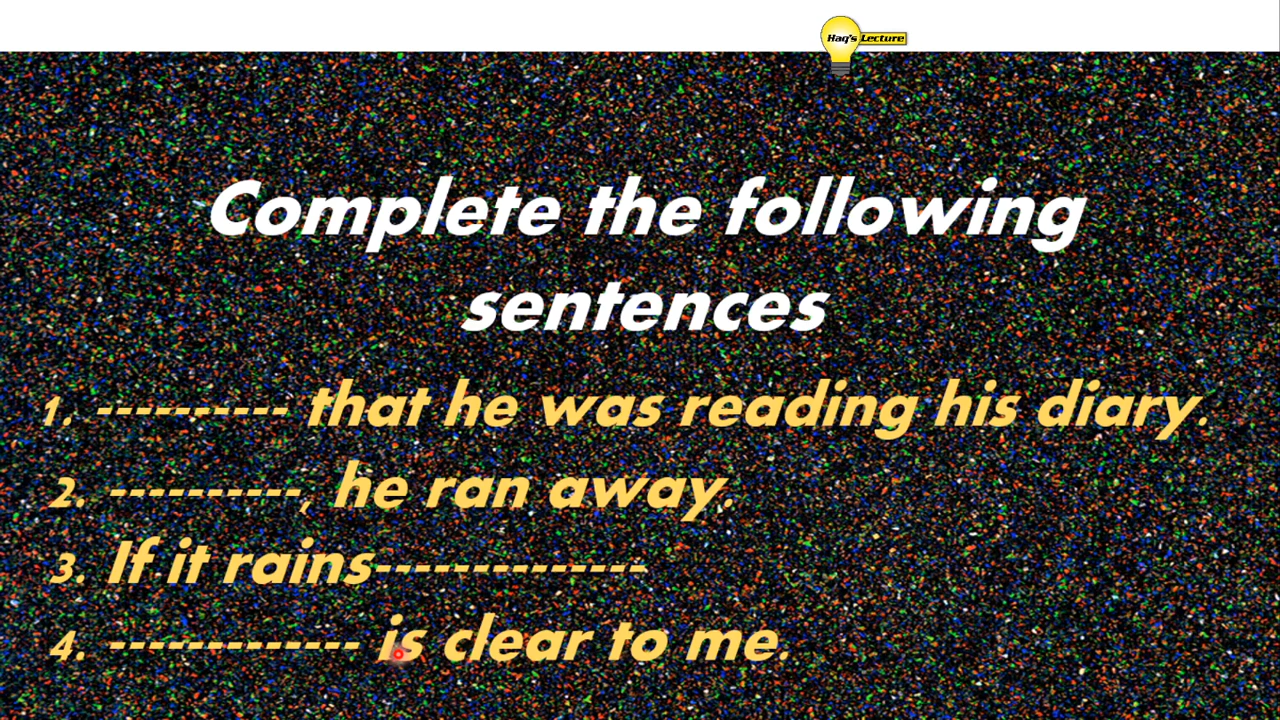 Haq's Lecture
Complete the following
sentences
1. ---------- that he was reading his diary.
2. ----------, he ran away.
3. If it rains--------------
4. ------------- is clear to me.